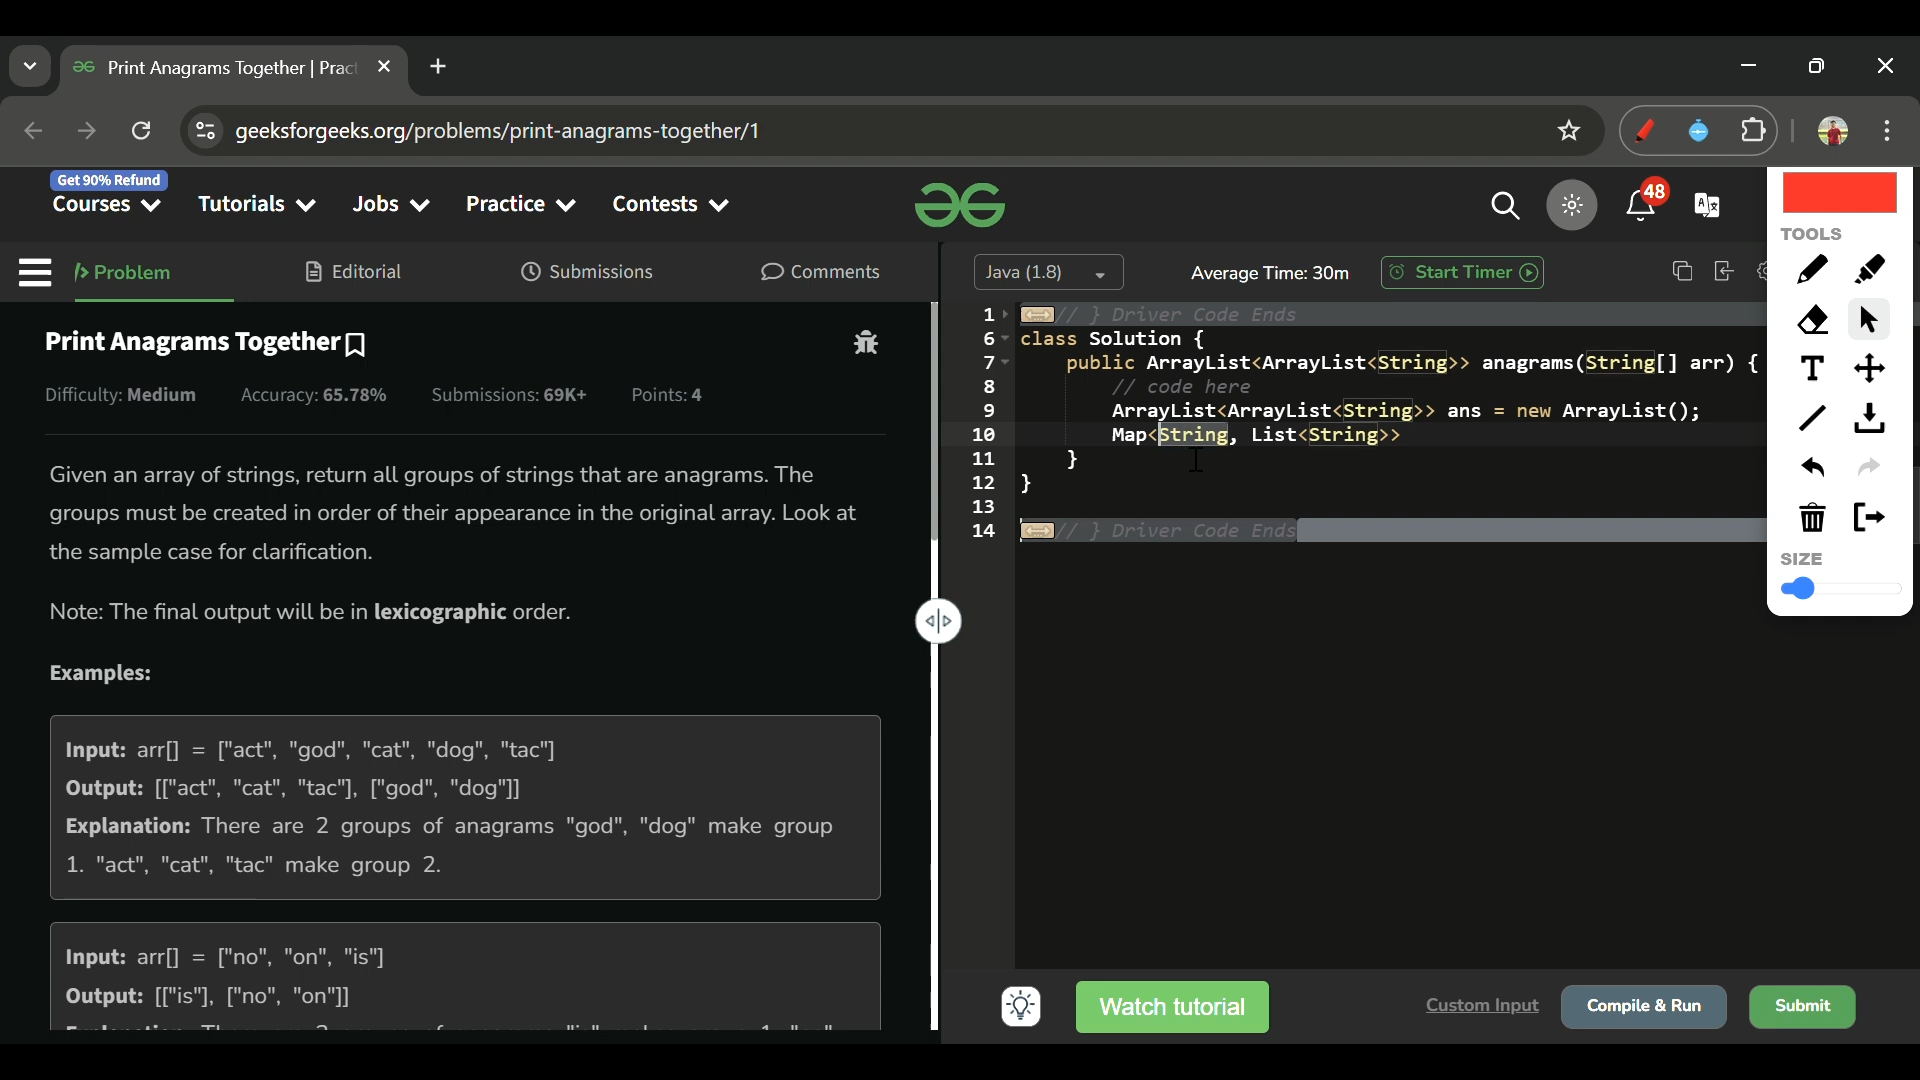 Print Anagrams Together | Prac
geeksforgeeks.org/problems/print-anagrams-together/1
Get 90% Refund
Courses
Tutorials
Jobs
Practice
Contests
48
Problem
Editorial
Submissions
Comments
Java (1.8)
Average Time: 30m
Start Timer
TOOLS
T
SIZE
Print Anagrams Together
Difficulty: Medium Accuracy: 65.78% Submissions: 69K+ Points: 4
Given an array of strings, return all groups of strings that are anagrams. The
groups must be created in order of their appearance in the original array. Look at
the sample case for clarification.
Note: The final output will be in lexicographic order.
Examples:
Input: arr[] = ["act", "god", "cat", "dog", "tac"]
Output: [["act", "cat", "tac"], ["god", "dog"]]
Explanation: There are 2 groups of anagrams "god", "dog" make group
1. "act", "cat", "tac" make group 2.
Input: arr[] = ["no", "on", "is"]
Output: [["is"], ["no", "on"]]
1 // } Driver Code Ends
6 class Solution {
7 public ArrayList<ArrayList<String>> anagrams(String[] arr) {
8 // code here
9 ArrayList<ArrayList<String>> ans = new ArrayList();
10 Map<String, List<String>>
11 }
12 }
13
14 // } Driver Code Ends
Watch tutorial
Custom Input
Compile & Run
Submit